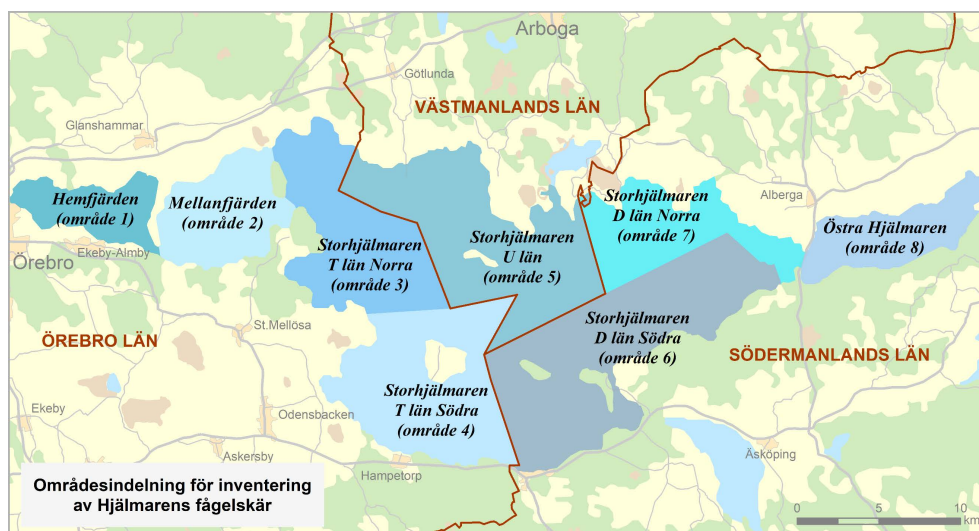 Arboga
Götlunda
VÄSTMANLANDS LÄN
Glanshammar
Hemfjärden
(område 1)
Mellanfjärden
(område 2)
Storhjälmaren
T län Norra
(område 3)
Storhjälmaren
U län
(område 5)
Storhjälmaren
D län Norra
(område 7)
Alberga
Östra Hjälmaren
(område 8)
Ekeby-Almby
Örebro
St.Mellösa
ÖREBRO LÄN
Storhjälmaren
D län Södra
(område 6)
SÖDERMANLANDS LÄN
Storhjälmaren
T län Södra
(område 4)
Ekeby
Odensbacken
Askersby
Hampetorp
Äsköping
Områdesindelning för inventering
av Hjälmarens fågelskär
0 5 10
km